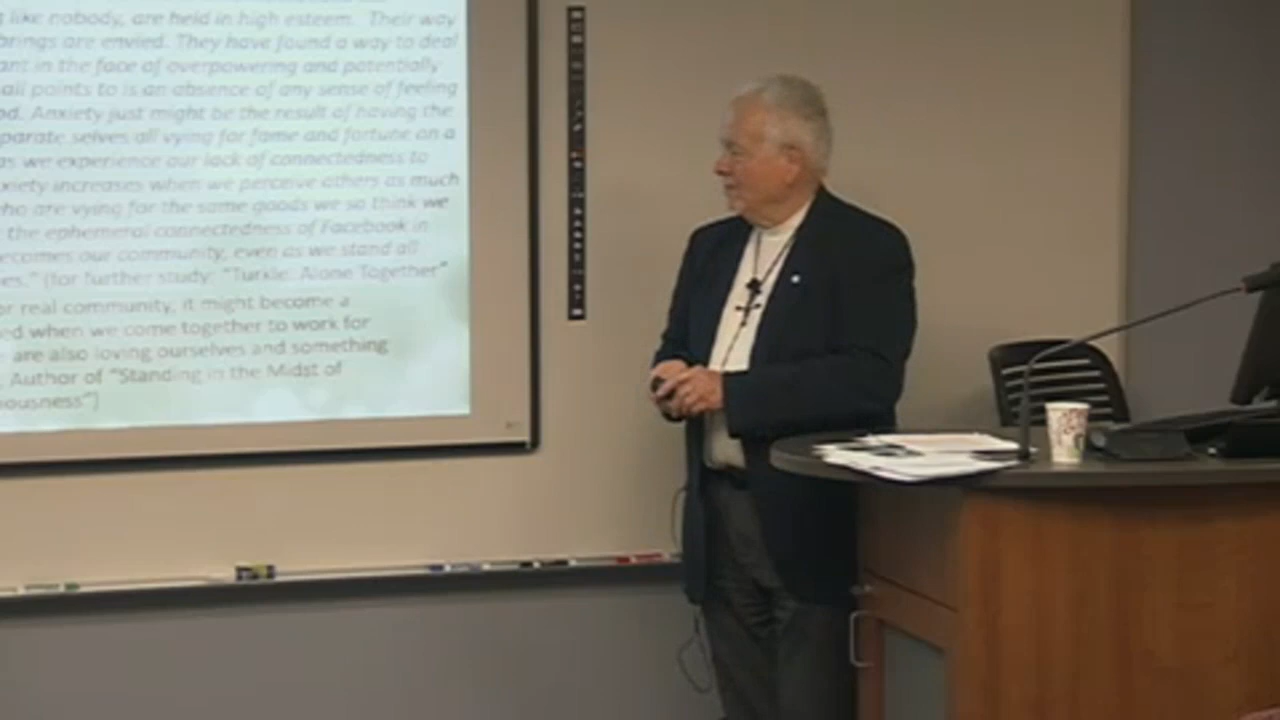 like nobody, are held in high esteem. Their way
brings are envied. They have found a way to deal
ant in the face of overpowering and potentially
all points to is an absence of any sense of feeling
od. Anxiety just might be the result of having the
parate selves all vying for fame and fortune on a
as we experience our lack of connectedness to
xiety increases when we perceive others as much
ho are vying for the same goods we so think we
the ephemeral connectedness of Facebook in
ecomes our community, even as we stand all
es." (for further study: "Turkle: Alone Together"
or real community, it might become a
ed when we come together to work for
are also loving ourselves and something
. Author of "Standing in the Midst of
iousness"]